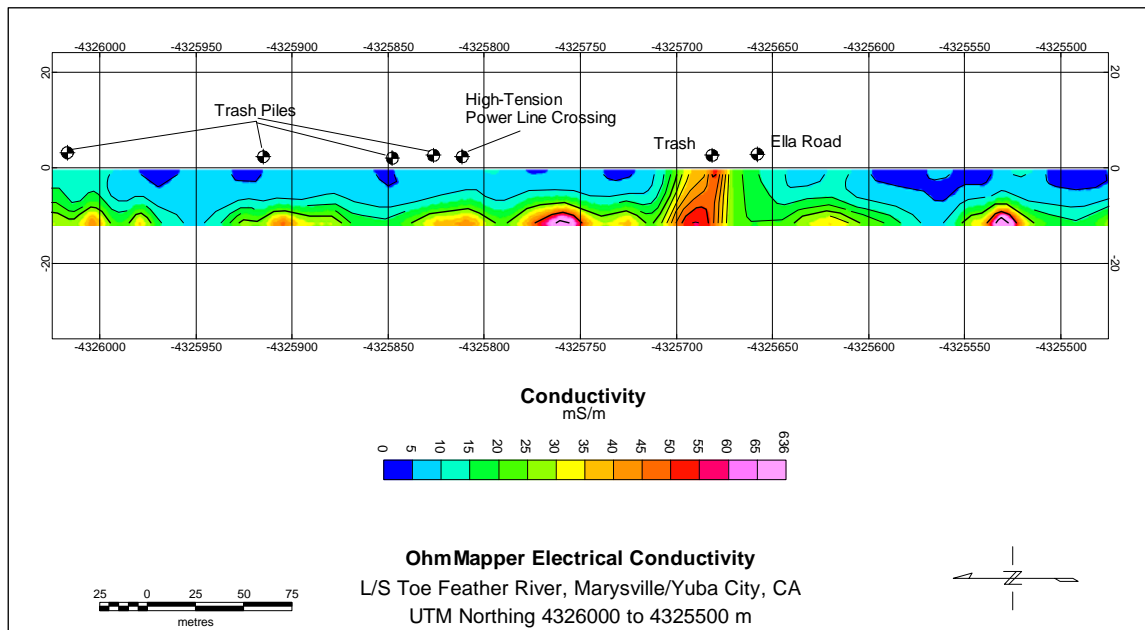 -4326000 -4325950 -4325900 -4325850 -4325800 -4325750 -4325700 -4325650 -4325600 -4325550 -4325500
20 20
High-Tension
Power Line Crossing
Trash Piles
Trash
Ella Road
0 0
-20 -20
-4326000 -4325950 -4325900 -4325850 -4325800 -4325750 -4325700 -4325650 -4325600 -4325550 -4325500
Conductivity
mS/m
0 5 10 15 20 25 30 35 40 45 50 55 60 65 636
OhmMapper Electrical Conductivity
L/S Toe Feather River, Marysville/Yuba City, CA
UTM Northing 4326000 to 4325500 m
25 0 25 50 75
metres
N